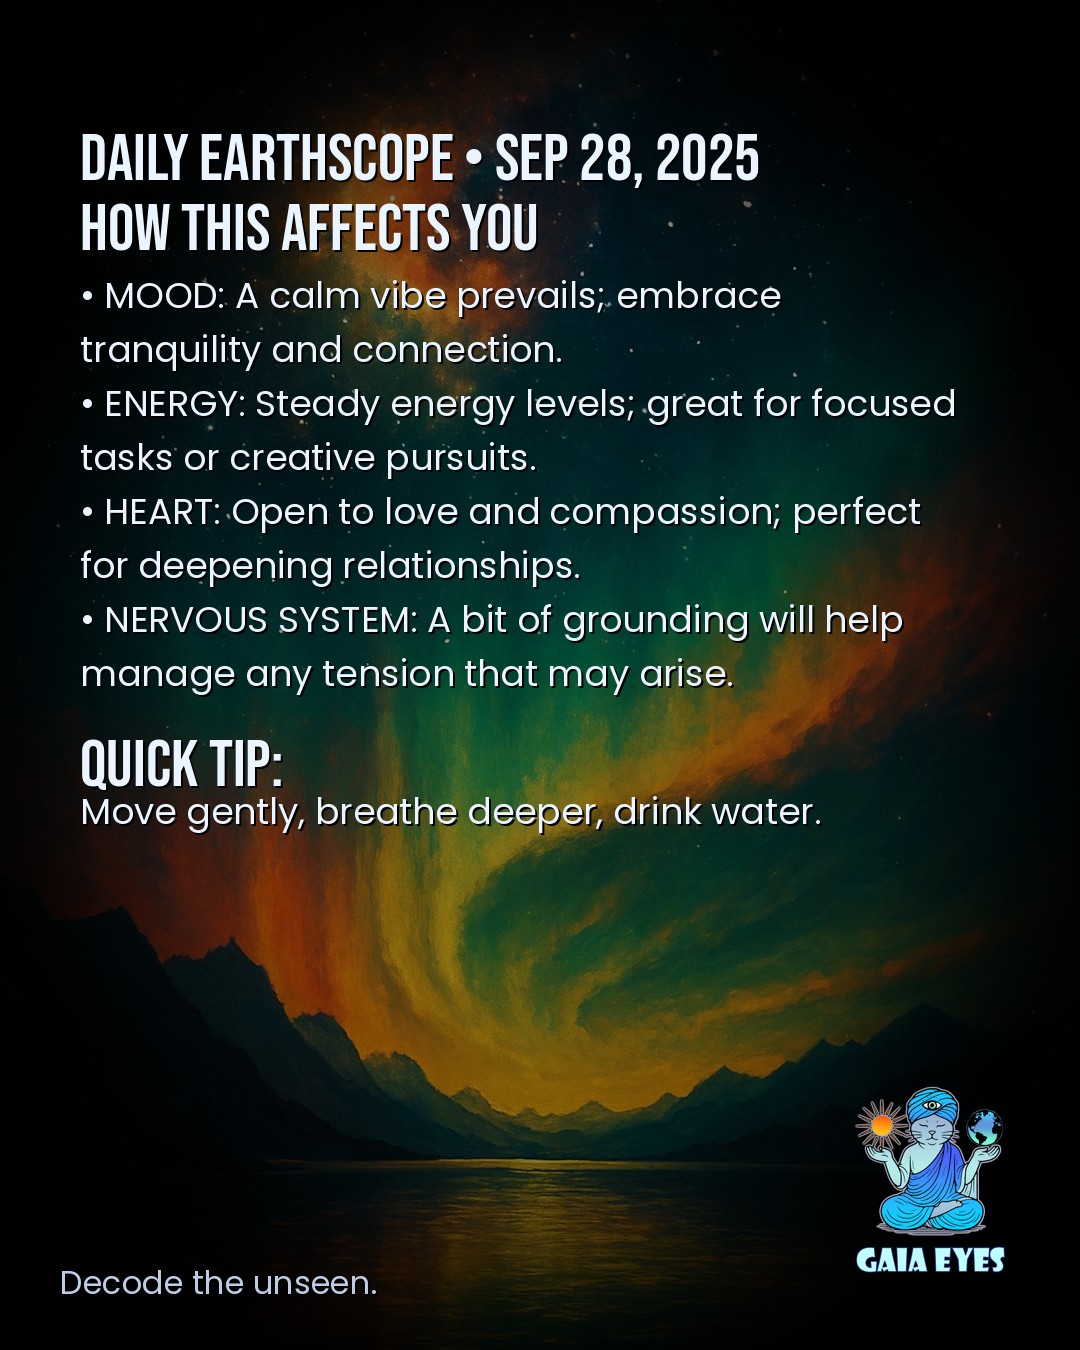 DAILY EARTHSCOPE • SEP 28, 2025
HOW THIS AFFECTS YOU
• MOOD: A calm vibe prevails; embrace
tranquility and connection.
• ENERGY: Steady energy levels; great for focused
tasks or creative pursuits.
• HEART: Open to love and compassion; perfect
for deepening relationships.
• NERVOUS SYSTEM: A bit of grounding will help
manage any tension that may arise.
QUICK TIP:
Move gently, breathe deeper, drink water.
GAIA EYES
Decode the unseen.